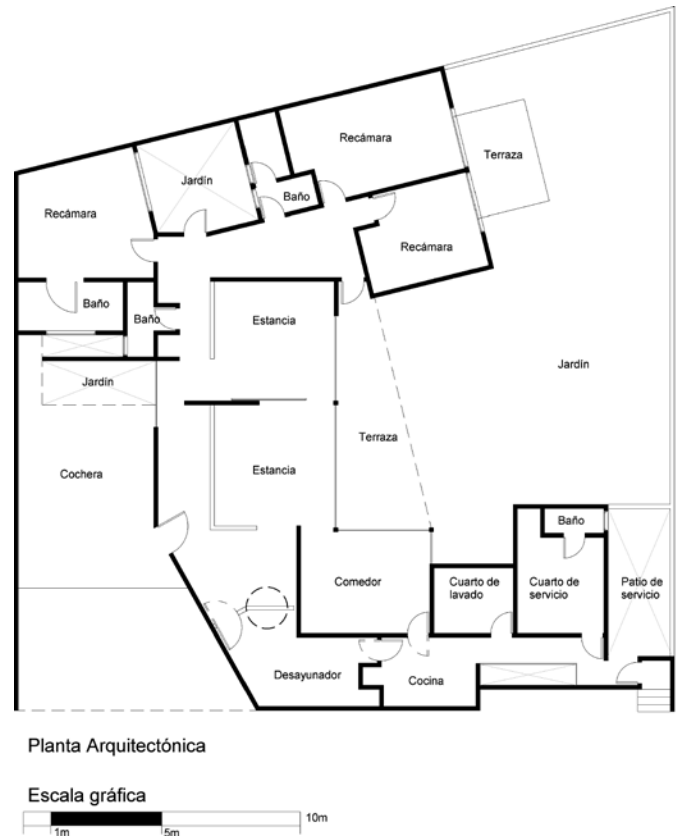 Recámara
Terraza
Jardín
Baño
Recámara
Recámara
Baño
Baño
Estancia
Jardín
Jardín
Terraza
Cochera
Estancia
Baño
Comedor
Cuarto de
lavado
Cuarto de
servicio
Patio de
servicio
Desayunador
Cocina
Planta Arquitectónica
Escala gráfica
10m
1m
5m